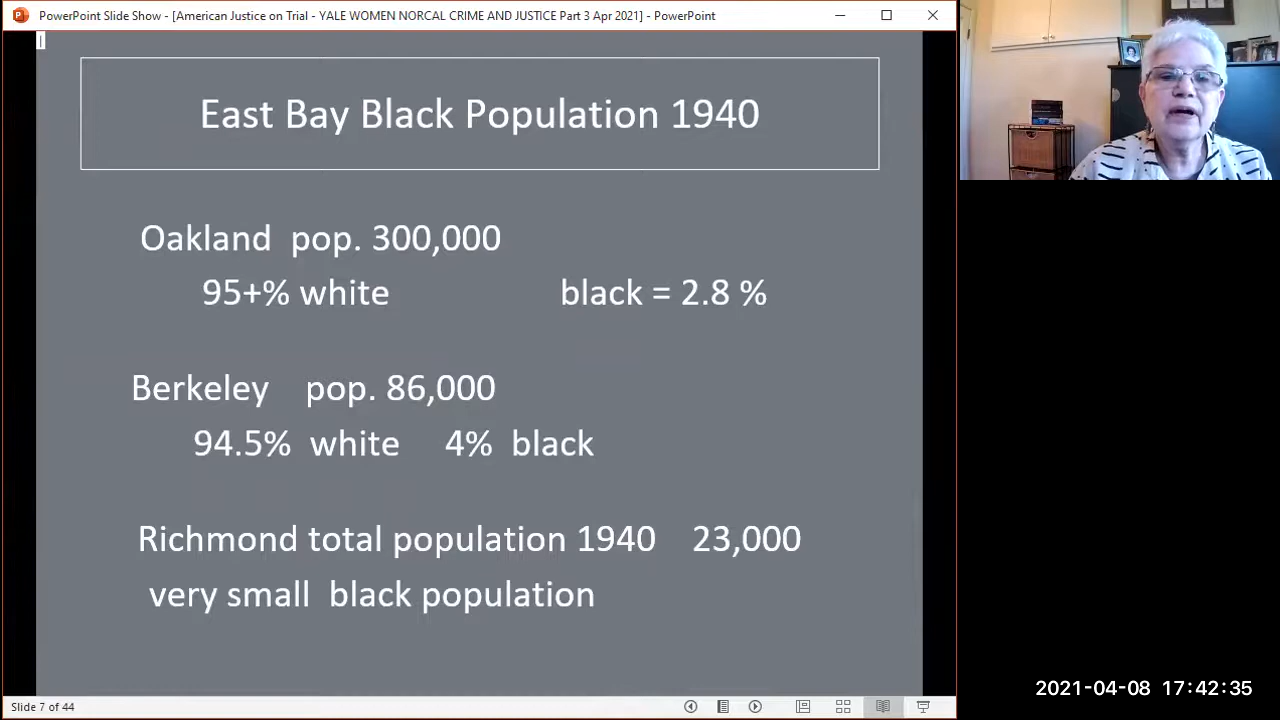 PowerPoint Slide Show - [American Justice on Trial - YALE WOMEN NORCAL CRIME AND JUSTICE Part 3 Apr 2021] - PowerPoint
East Bay Black Population 1940
Oakland pop. 300,000
95+% white black = 2.8 %
Berkeley pop. 86,000
94.5% white 4% black
Richmond total population 1940 23,000
very small black population
Slide 7 of 44
2021-04-08 17:42:35